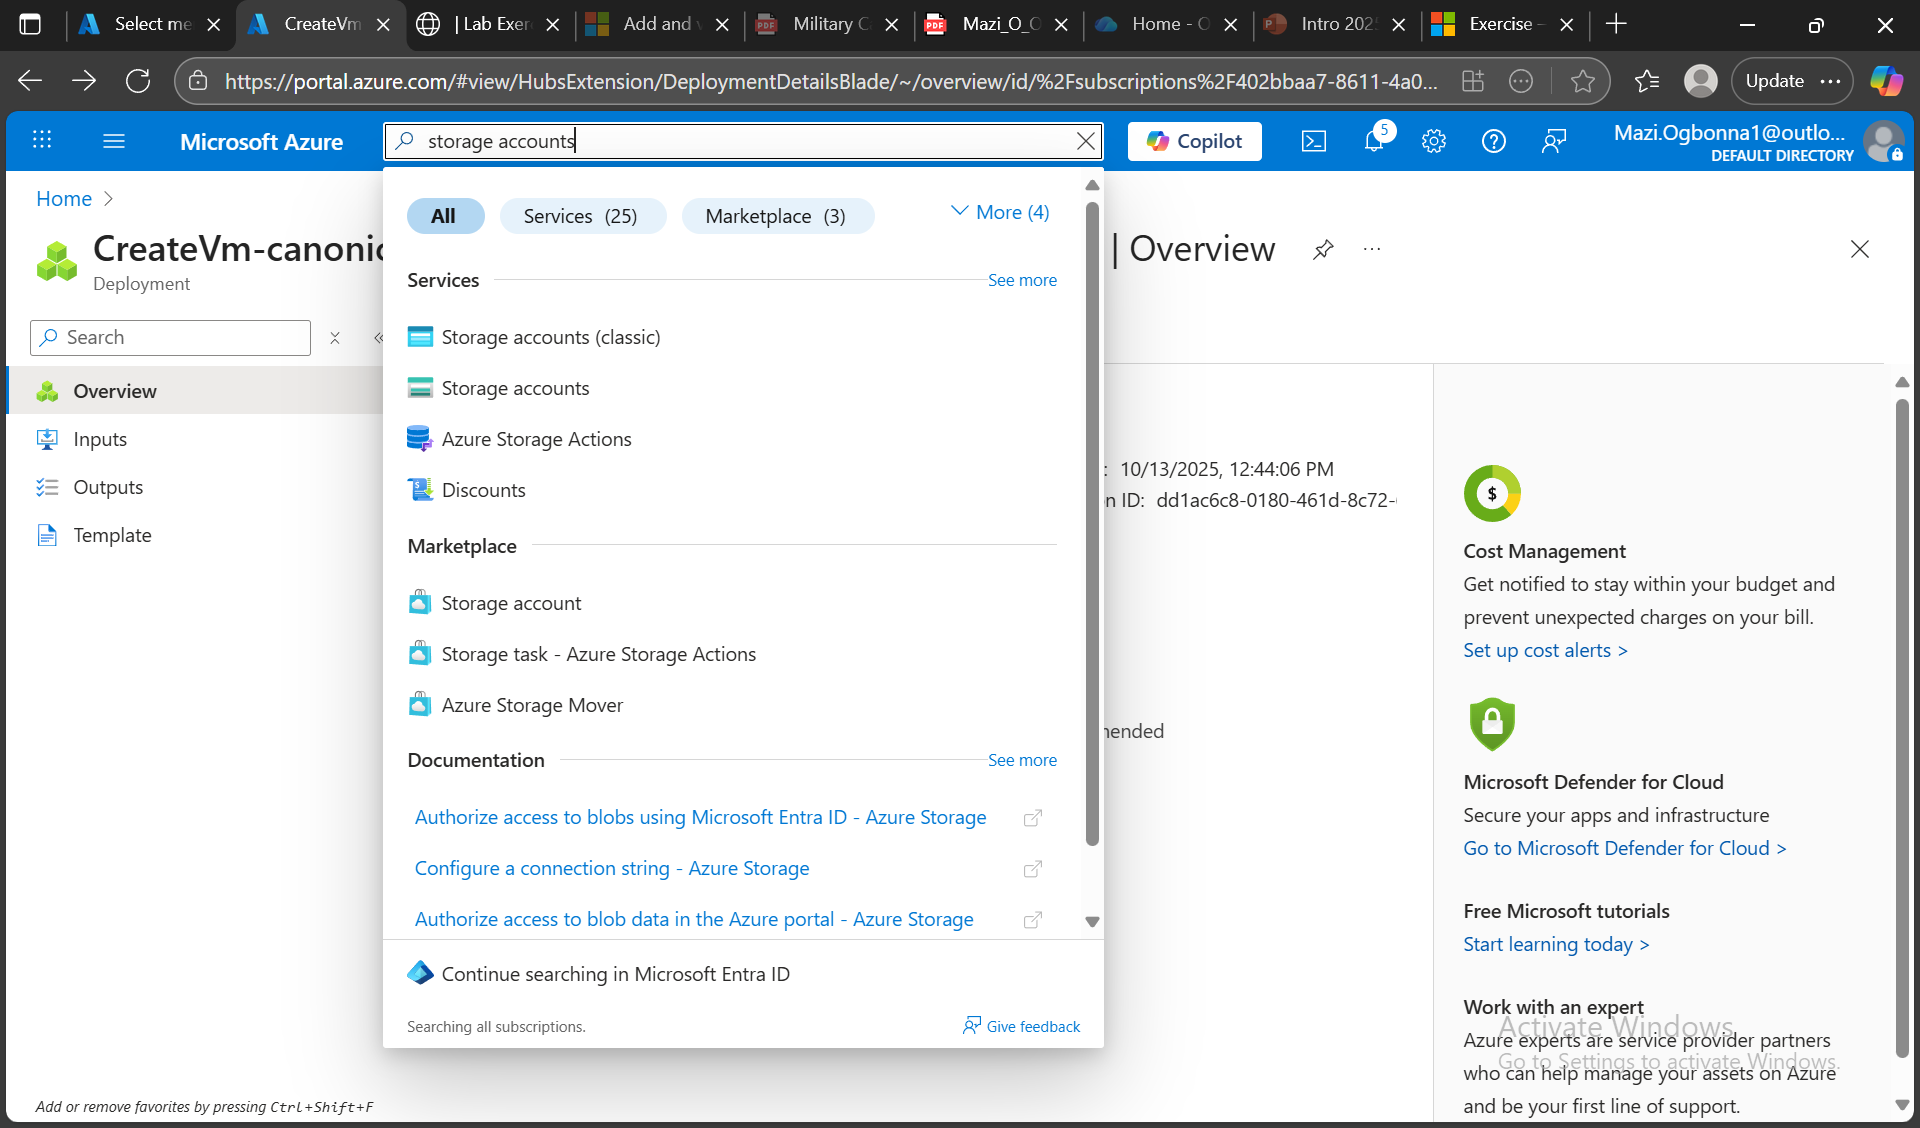 Select me
CreateVm
| Lab Exer
Add and v
Military C
Mazi_O_O
Home - O
Intro 202
Exercise -
https://portal.azure.com/#view/HubsExtension/DeploymentDetailsBlade/~/overview/id/%2Fsubscriptions%2F402bbaa7-8611-4a0...
Update
Microsoft Azure
storage accounts
Copilot
5
Mazi.Ogbonna1@outlo...
DEFAULT DIRECTORY
Home
CreateVm-canonic
| Overview
Deployment
Search
Overview
Inputs
Outputs
Template
All
Services (25)
Marketplace (3)
More (4)
Services
See more
Storage accounts (classic)
Storage accounts
Azure Storage Actions
Discounts
Marketplace
Storage account
Storage task - Azure Storage Actions
Azure Storage Mover
Documentation
See more
Authorize access to blobs using Microsoft Entra ID - Azure Storage
Configure a connection string - Azure Storage
Authorize access to blob data in the Azure portal - Azure Storage
Continue searching in Microsoft Entra ID
Searching all subscriptions.
Give feedback
: 10/13/2025, 12:44:06 PM
n ID: dd1ac6c8-0180-461d-8c72-
mended
Cost Management
Get notified to stay within your budget and
prevent unexpected charges on your bill.
Set up cost alerts >
Microsoft Defender for Cloud
Secure your apps and infrastructure
Go to Microsoft Defender for Cloud >
Free Microsoft tutorials
Start learning today >
Work with an expert
Azure experts are service provider partners
who can help manage your assets on Azure
and be your first line of support.
Activate Windows
Go to Settings to activate Windows.
Add or remove favorites by pressing Ctrl+Shift+F